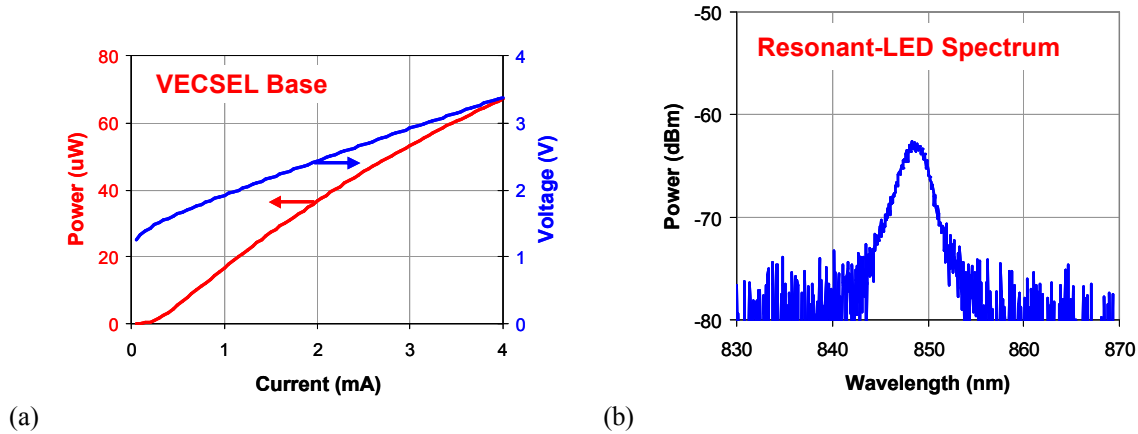 VECSEL Base
Power (uW)
80
60
40
20
0
Voltage (V)
4
3
2
1
0
0 1 2 3 4
Current (mA)
(a)
Resonant-LED Spectrum
Power (dBm)
-50
-60
-70
-80
830 840 850 860 870
Wavelength (nm)
(b)